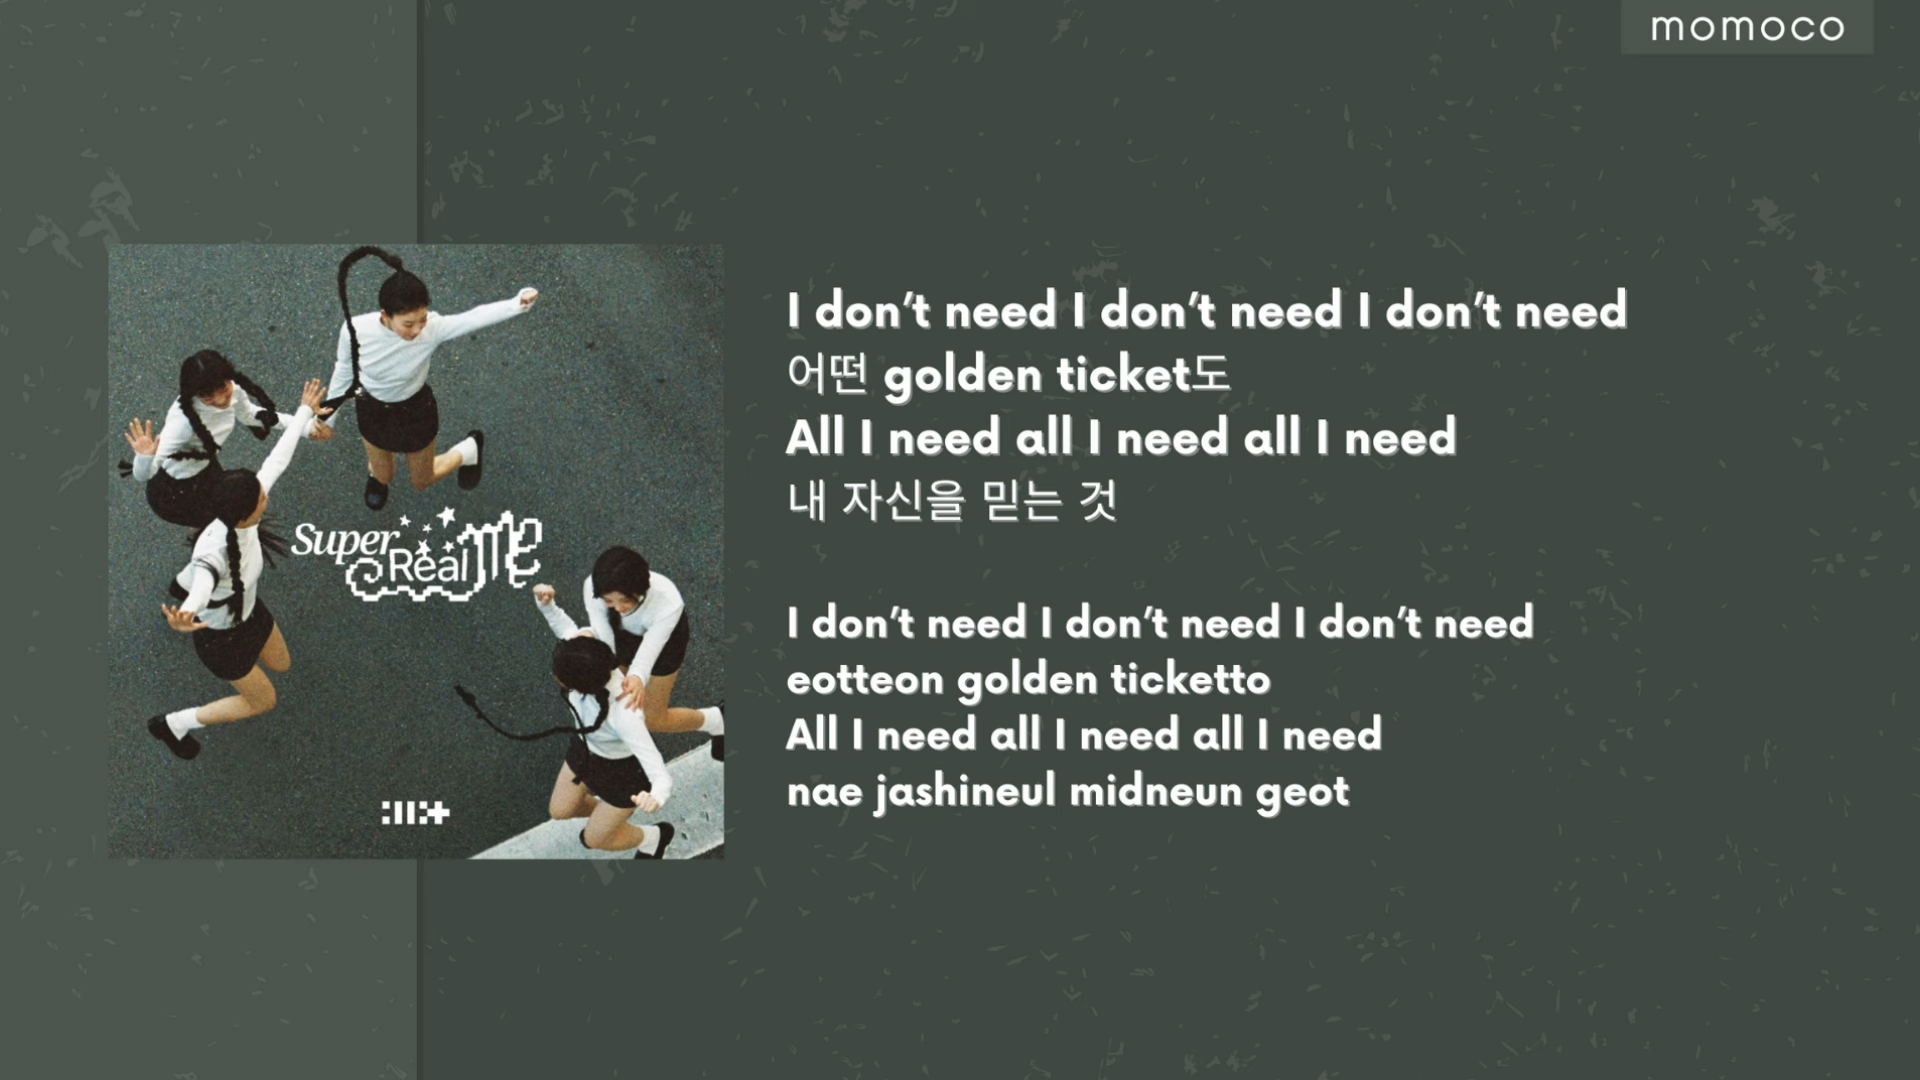 momoco
I don't need I don't need I don't need
어떤 golden ticket도
All I need all I need all I need
내 자신을 믿는 것
Super
Real Me
I don't need I don't need I don't need
eotteon golden ticketto
All I need all I need all I need
nae jashineul midneun geot